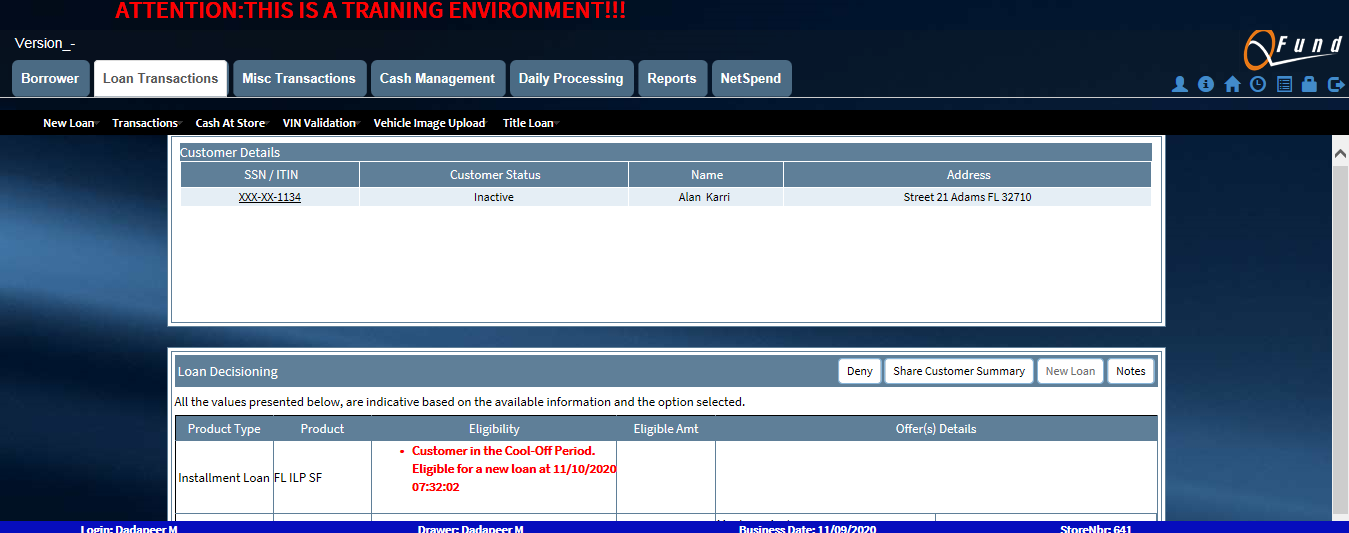 ATTENTION:THIS IS A TRAINING ENVIRONMENT!!!
Version_-
QFund
Borrower Loan Transactions Misc Transactions Cash Management Daily Processing Reports NetSpend
New Loan Transactions Cash At Store VIN Validation Vehicle Image Upload Title Loan
Customer Details
SSN / ITIN Customer Status Name Address
XXX-XX-1134 Inactive Alan Karri Street 21 Adams FL 32710
Loan Decisioning Deny Share Customer Summary New Loan Notes
All the values presented below, are indicative based on the available information and the option selected.
Product Type Product Eligibility Eligible Amt Offer(s) Details
• Customer in the Cool-Off Period.
Eligible for a new loan at 11/10/2020
Installment Loan FL ILP SF
07:32:02
Login: Dadapeer M Drawer: Dadapeer M Business Date: 11/09/2020 StoreNbr: 641